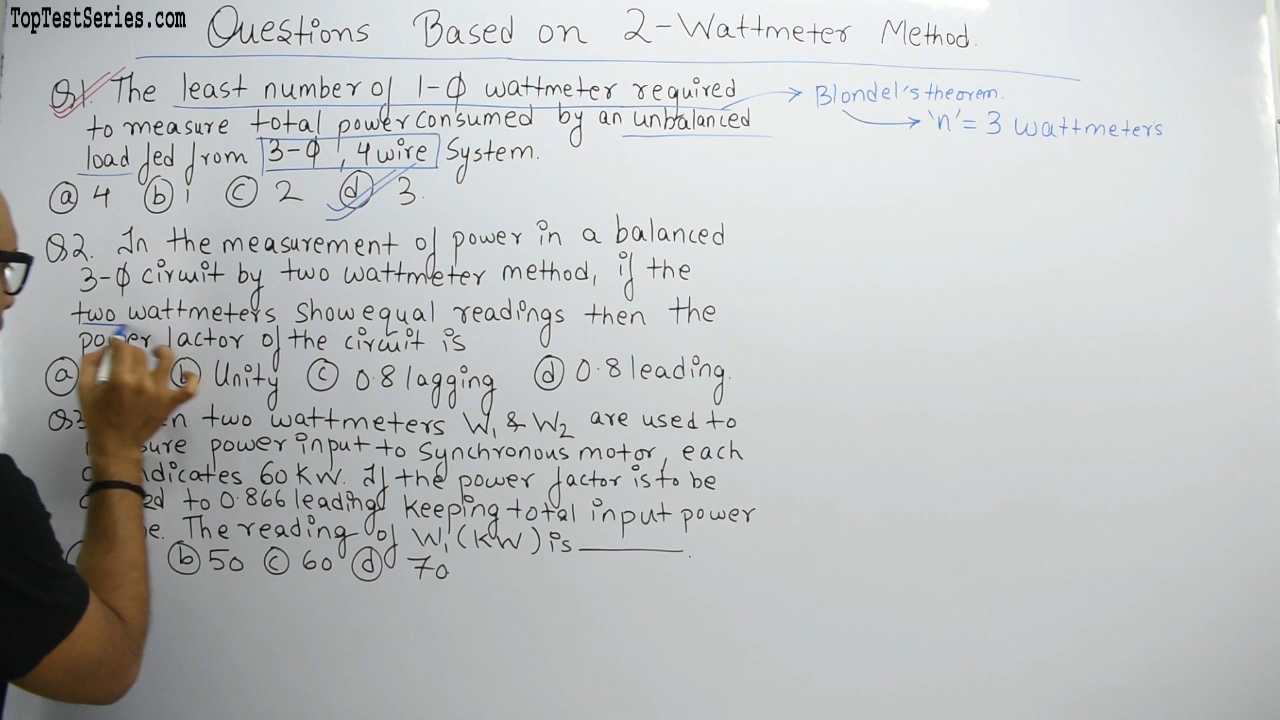 TopTestSeries.com
Questions Based on 2-Wattmeter Method.
Q1. The least number of 1-Φ wattmeter required
to measure total power consumed by an unbalanced
load fed from 3-Φ, 4 wire System.
(a) 4 (b) 1 (c) 2 (d) 3.
Blondel's theorem.
'n' = 3 wattmeters
Q2. In the measurement of power in a balanced
3-Φ circuit by two wattmeter method, if the
two wattmeters show equal readings then the
power factor of the circuit is
(a) (b) Unity (c) 0.8 lagging (d) 0.8 leading.
two wattmeters W1 & W2 are used to
power input to synchronous motor, each
60 KW. If the power factor is to be
to 0.866 leading keeping total input power
The reading of W1 (KW) is ______.
(b) 50 (c) 60 (d) 70